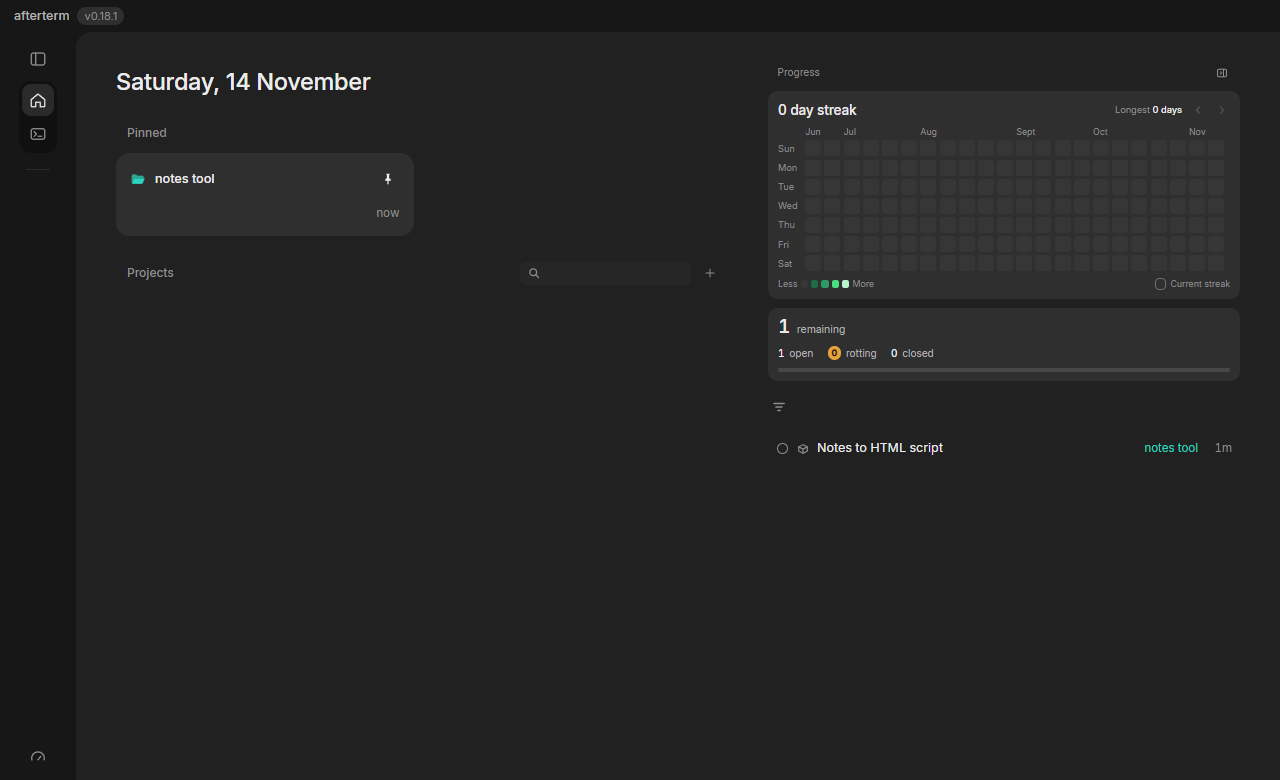 afterterm v0.18.1
Saturday, 14 November
Pinned
notes tool
now
Projects
Progress
0 day streak
Longest 0 days
Jun Jul Aug Sept Oct Nov
Sun
Mon
Tue
Wed
Thu
Fri
Sat
Less More
Current streak
1 remaining
1 open 0 rotting 0 closed
Notes to HTML script notes tool 1m